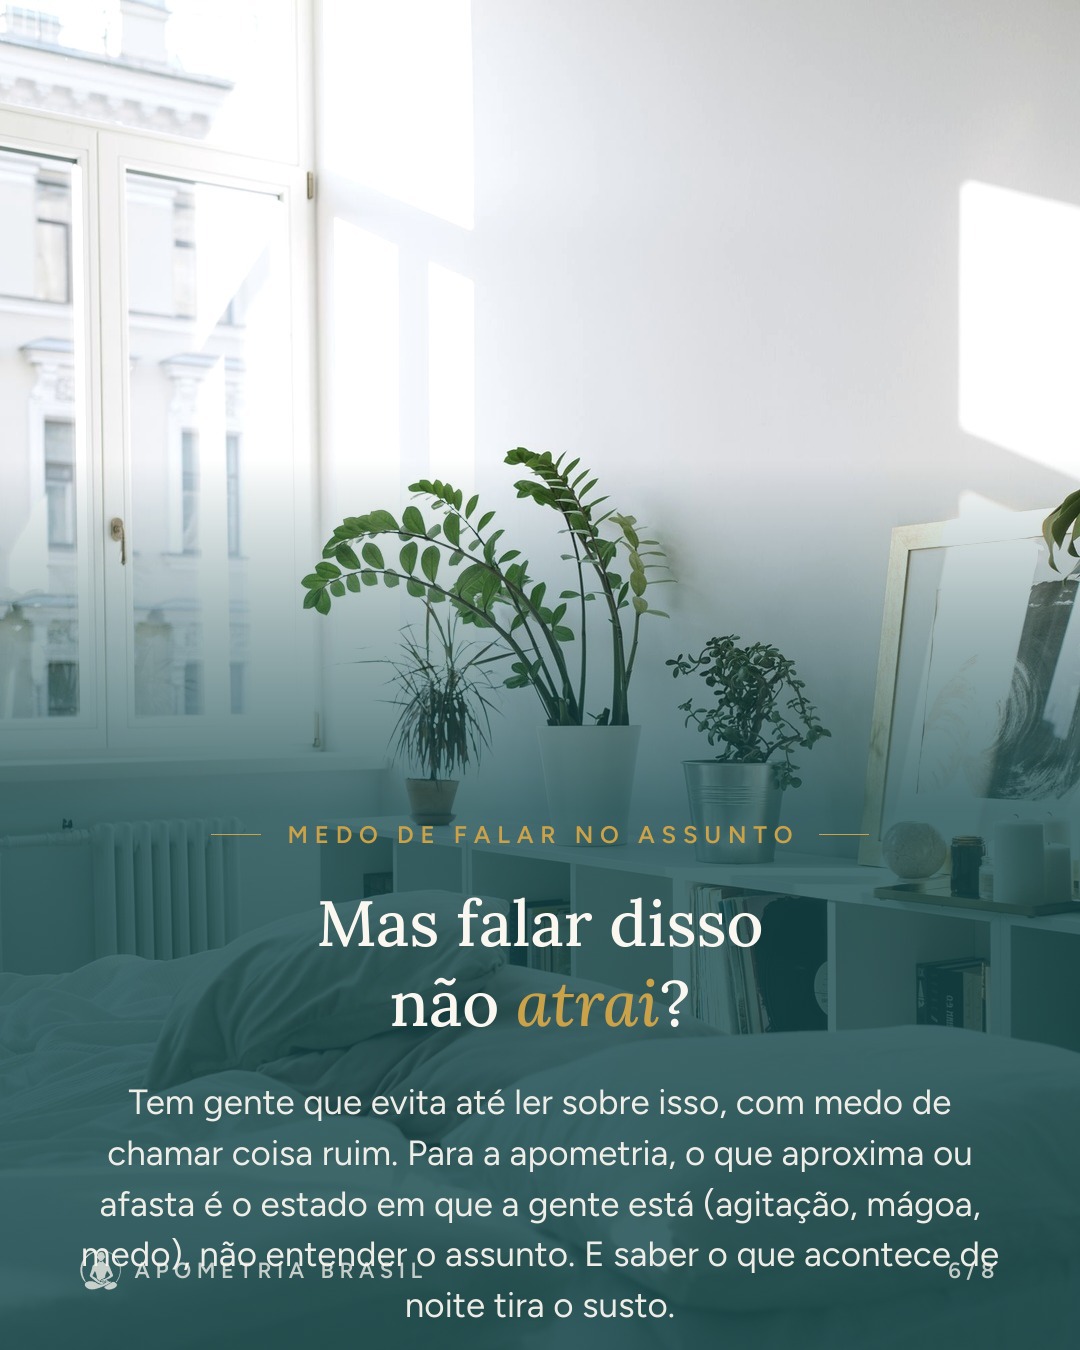 MEDO DE FALAR NO ASSUNTO
Mas falar disso
não atrai?
Tem gente que evita até ler sobre isso, com medo de
chamar coisa ruim. Para a apometria, o que aproxima ou
afasta é o estado em que a gente está (agitação, mágoa,
medo), não entender o assunto. E saber o que acontece de
noite tira o susto.
APOMETRIA BRASIL
6/8